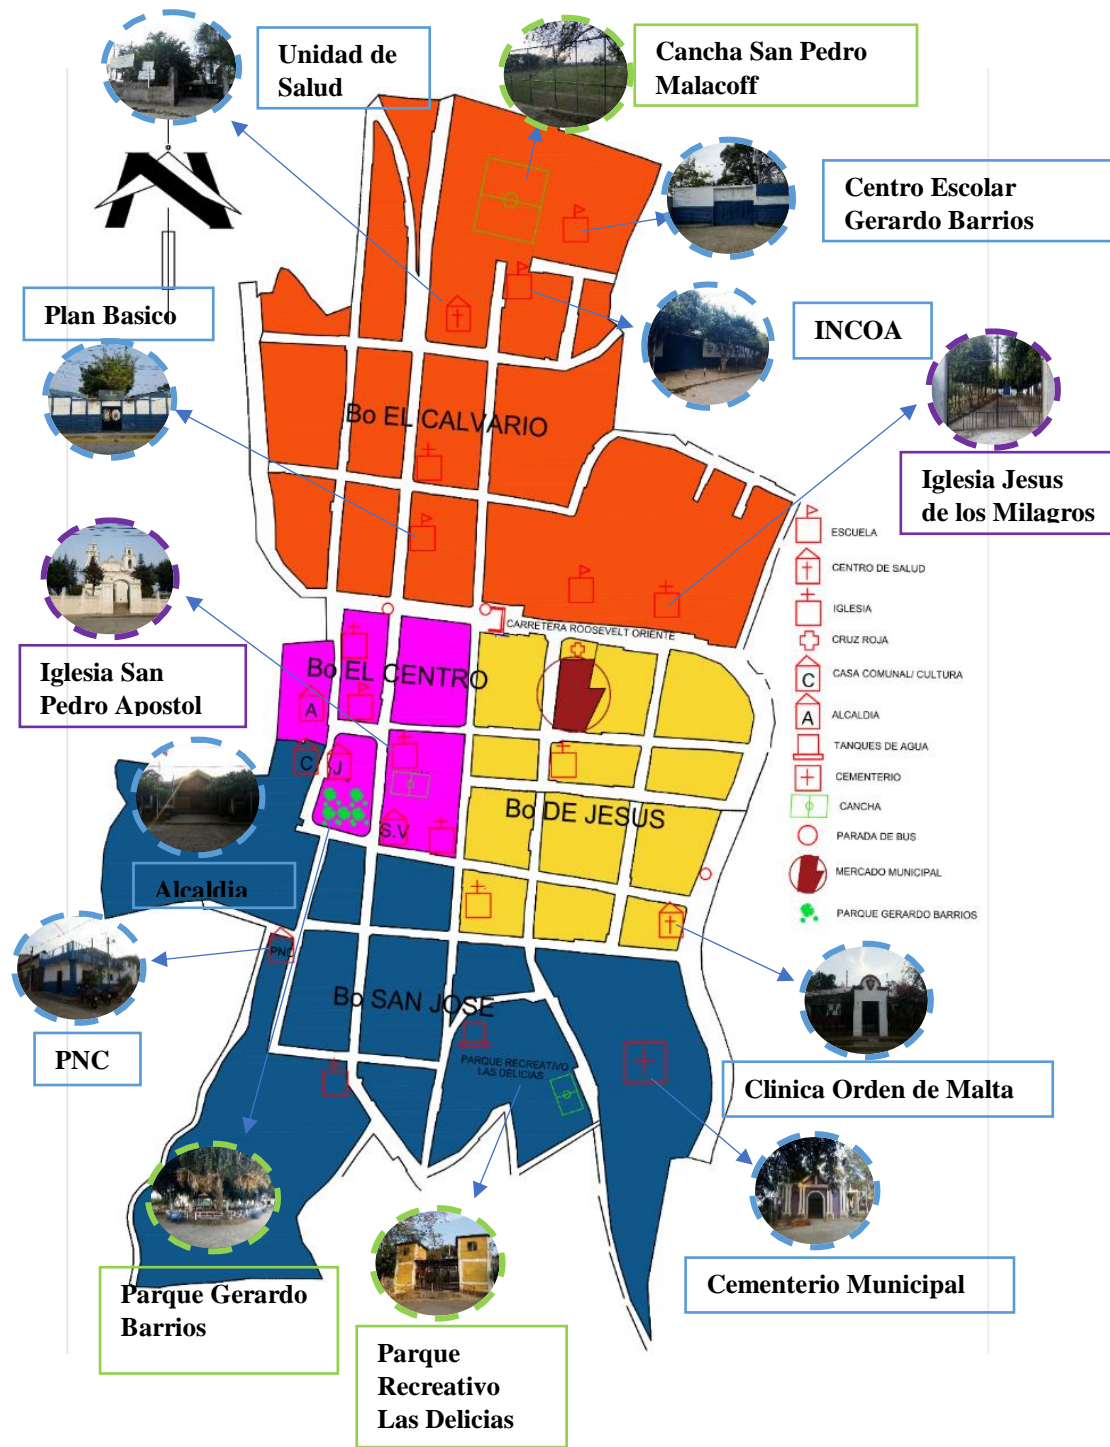 Unidad de
Salud
Cancha San Pedro
Malacoff
Centro Escolar
Gerardo Barrios
Plan Basico
INCOA
Iglesia Jesus
de los Milagros
Bo EL CALVARIO
ESCUELA
CENTRO DE SALUD
IGLESIA
CRUZ ROJA
C
CASA COMUNAL/ CULTURA
A
ALCALDIA
TANQUES DE AGUA
CEMENTERIO
CANCHA
PARADA DE BUS
MERCADO MUNICIPAL
PARQUE GERARDO BARRIOS
CARRETERA ROOSEVELT ORIENTE
Iglesia San
Pedro Apostol
Bo EL CENTRO
A
C
J
S.V
Bo DE JESUS
Alcaldia
PNC
PNC
Bo SAN JOSE
PARQUE RECREATIVO
LAS DELICIAS
Clinica Orden de Malta
Cementerio Municipal
Parque Gerardo
Barrios
Parque
Recreativo
Las Delicias